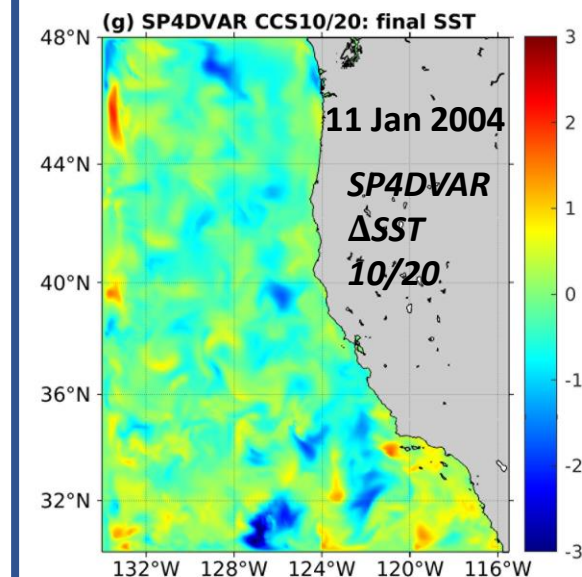 (g) SP4DVAR CCS10/20: final SST
48°N
44°N
40°N
36°N
32°N
132°W
128°W
124°W
120°W
116°W
11 Jan 2004
SP4DVAR
ΔSST
10/20
3
2
1
0
-1
-2
-3